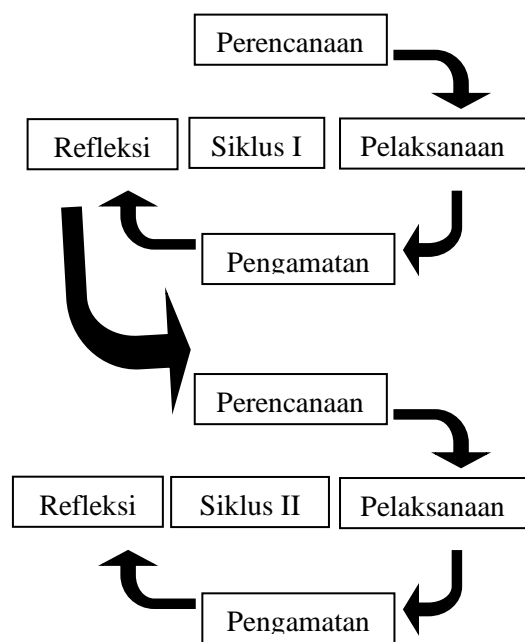 Perencanaan
Refleksi
Siklus I
Pelaksanaan
Pengamatan
Perencanaan
Refleksi
Siklus II
Pelaksanaan
Pengamatan